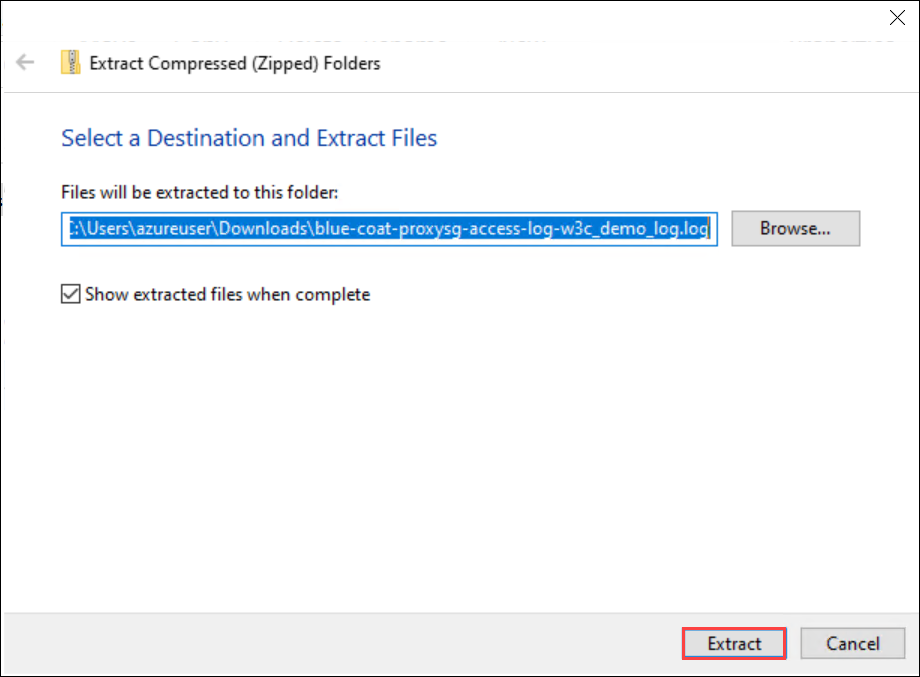 Extract Compressed (Zipped) Folders
Select a Destination and Extract Files
Files will be extracted to this folder:
C:\Users\azureuser\Downloads\blue-coat-proxysg-access-log-w3c_demo_log.log
Browse...
Show extracted files when complete
Extract
Cancel